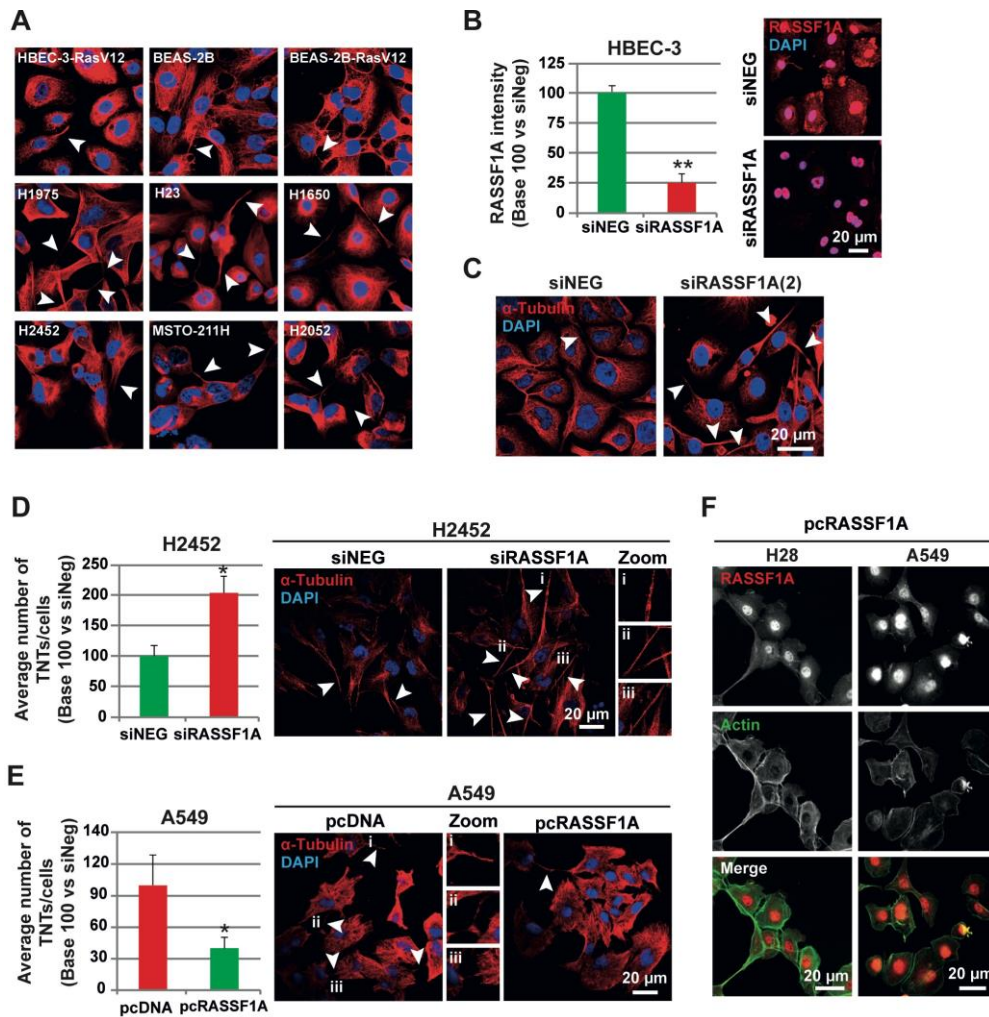 A
HBEC-3-RasV12
BEAS-2B
BEAS-2B-RasV12
H1975
H23
H1650
H2452
MSTO-211H
H2052
B
HBEC-3
RASSF1A intensity
(Base 100 vs siNeg)
125
100
75
50
25
0
**
siNEG
siRASSF1A
RASSF1A
DAPI
siNEG
siRASSF1A
20 µm
C
siNEG
siRASSF1A(2)
α-Tubulin
DAPI
20 µm
D
H2452
Average number of
TNTs/cells
(Base 100 vs siNeg)
250
200
150
100
50
0
*
siNEG
siRASSF1A
H2452
siNEG
siRASSF1A
Zoom
α-Tubulin
DAPI
i
ii
iii
20 µm
i
ii
iii
E
A549
Average number of
TNTs/cells
(Base 100 vs siNeg)
140
120
90
60
30
0
*
pcDNA
pcRASSF1A
A549
pcDNA
Zoom
pcRASSF1A
α-Tubulin
DAPI
i
ii
iii
i
ii
iii
20 µm
F
pcRASSF1A
H28
A549
RASSF1A
*
Actin
*
Merge
*
20 µm
20 µm